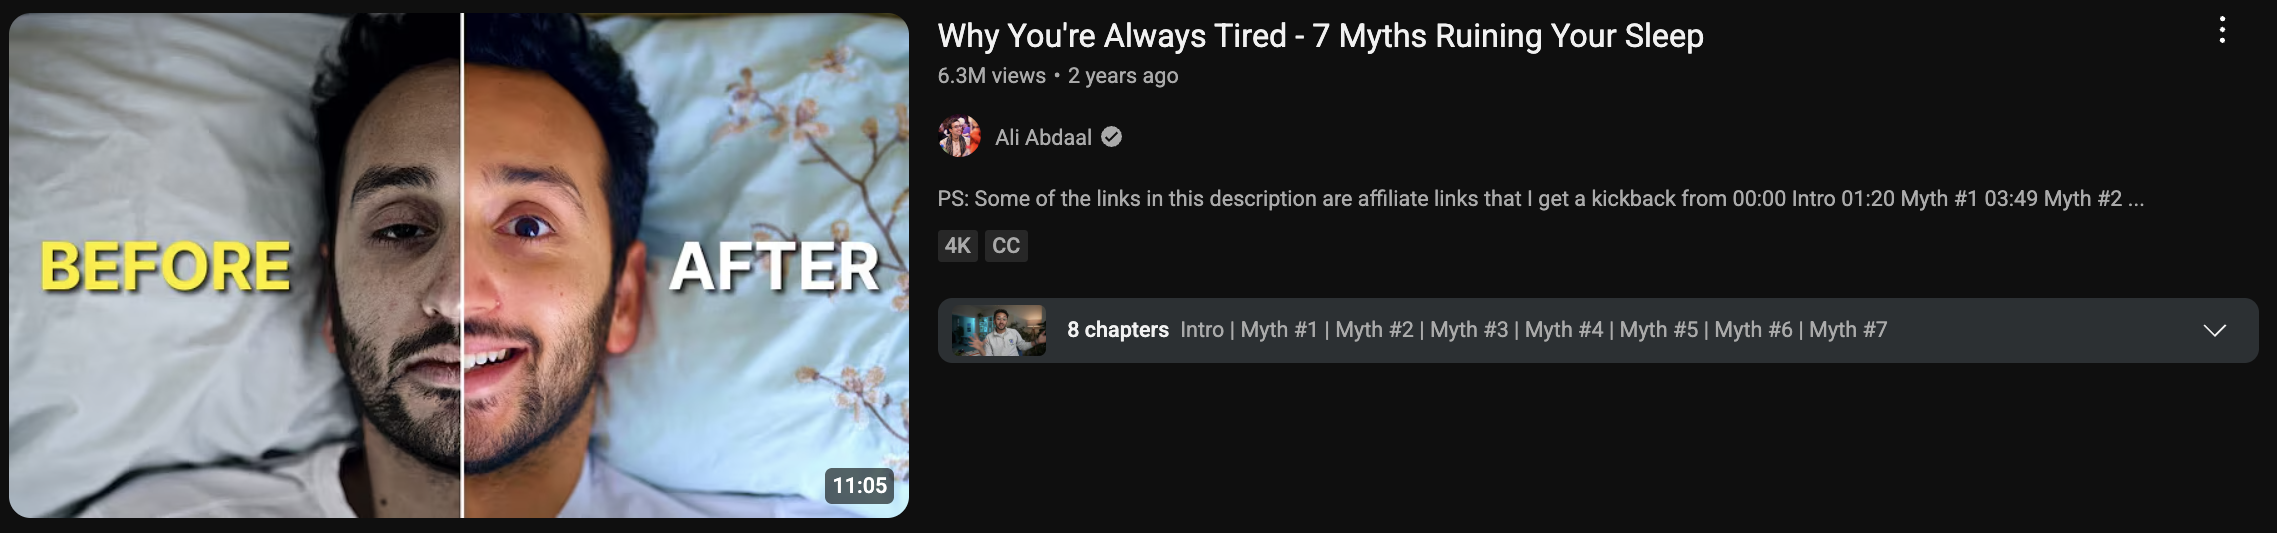 BEFORE
AFTER
11:05
Why You're Always Tired - 7 Myths Ruining Your Sleep
6.3M views • 2 years ago
Ali Abdaal
PS: Some of the links in this description are affiliate links that I get a kickback from 00:00 Intro 01:20 Myth #1 03:49 Myth #2 ...
4K CC
8 chapters Intro | Myth #1 | Myth #2 | Myth #3 | Myth #4 | Myth #5 | Myth #6 | Myth #7